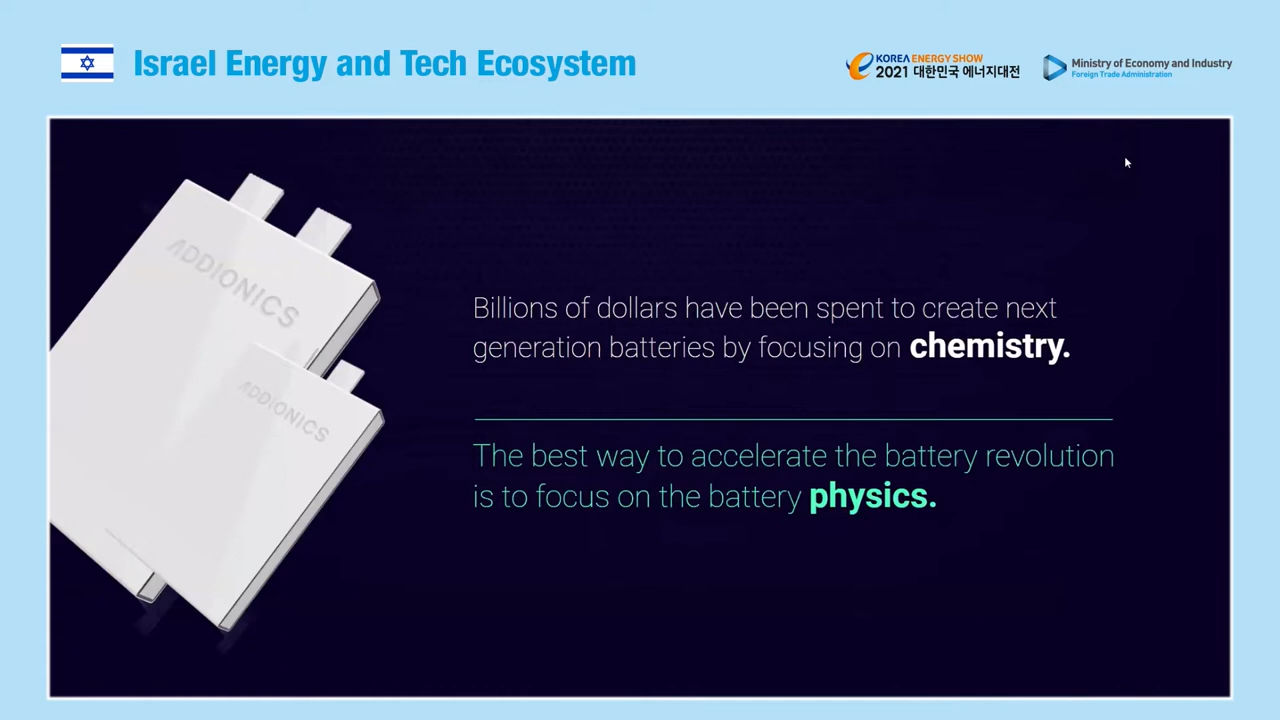 Israel Energy and Tech Ecosystem
KOREA ENERGY SHOW
2021 대한민국 에너지대전
Ministry of Economy and Industry
Foreign Trade Administration
ADDIONICS
ADDIONICS
Billions of dollars have been spent to create next
generation batteries by focusing on chemistry.
The best way to accelerate the battery revolution
is to focus on the battery physics.